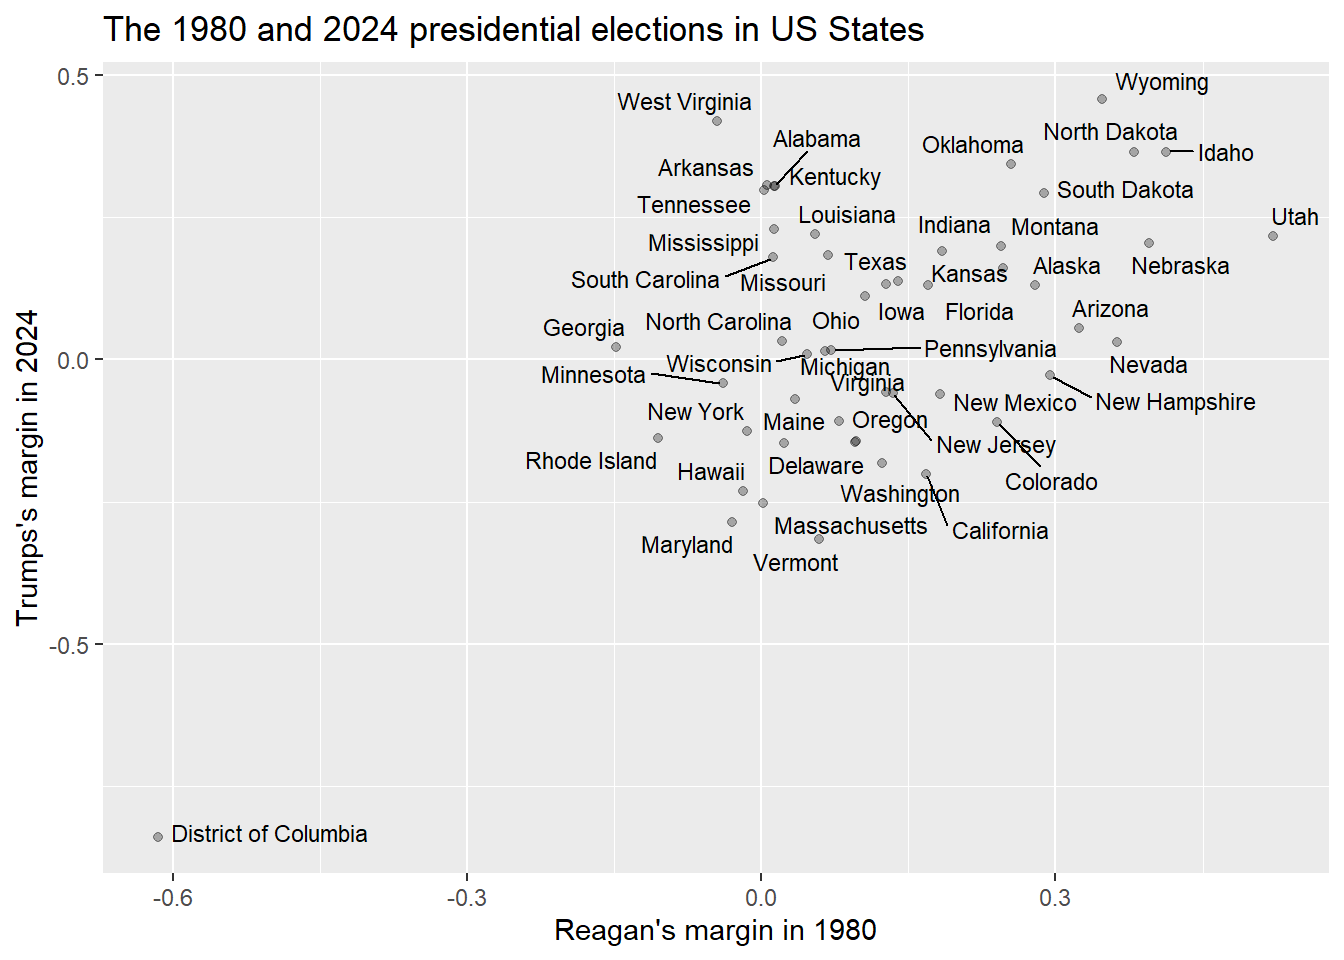 The 1980 and 2024 presidential elections in US States
Trumps's margin in 2024
0.5
0.0
-0.5
Wyoming
West Virginia
North Dakota
Alabama
Oklahoma
Idaho
Arkansas
Kentucky
South Dakota
Tennessee
Louisiana
Utah
Indiana
Montana
Mississippi
Texas
Alaska
Nebraska
Kansas
South Carolina
Missouri
Arizona
Iowa
Florida
North Carolina
Ohio
Georgia
Pennsylvania
Wisconsin
Michigan
Nevada
Minnesota
Virginia
New Mexico
New Hampshire
New York
Maine
Oregon
New Jersey
Rhode Island
Delaware
Hawaii
Colorado
Washington
Massachusetts
California
Maryland
Vermont
District of Columbia
-0.6
-0.3
0.0
0.3
Reagan's margin in 1980